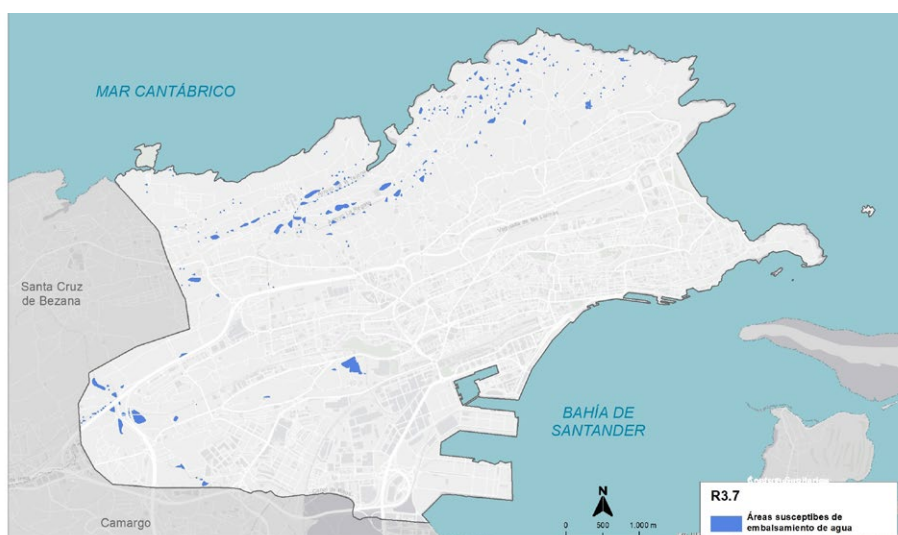 MAR CANTÁBRICO
Santa Cruz
de Bezana
BAHÍA DE
SANTANDER
Camargo
N
0 500 1.000 m
R3.7
Áreas susceptibles de
embalsamiento de agua